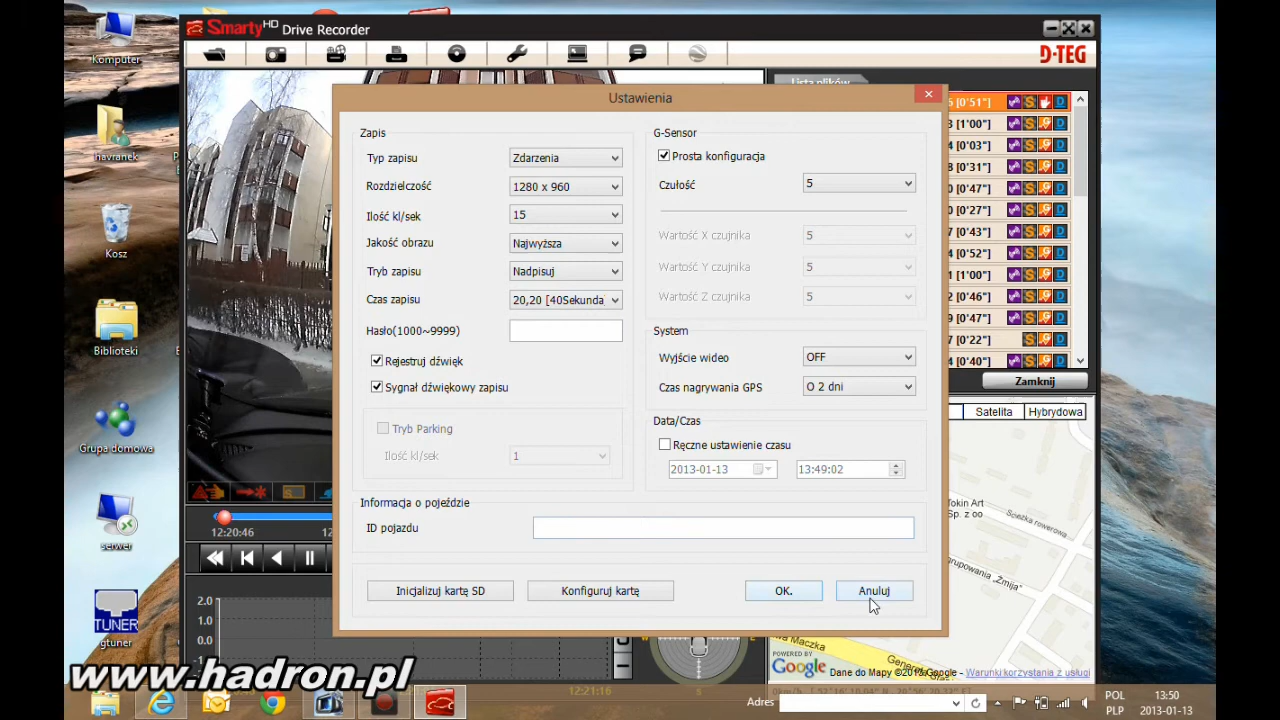 Smarty HD Drive Recorder
D-TEG
Komputer
havranek
Kosz
Biblioteki
Grupa domowa
serwer
TUNER
gtuner
Lista plików
Ustawienia
Zapis
Typ zapisu
Zdarzenia
Rozdzielczość
1280 x 960
Ilość kl/sek
15
Jakość obrazu
Najwyższa
Tryb zapisu
Nadpisuj
Czas zapisu
20,20 [40Sekunda
Hasło(1000~9999)
Rejestruj dźwięk
Sygnał dźwiękowy zapisu
Tryb Parking
Ilość kl/sek
1
G-Sensor
Prosta konfiguracja
Czułość
5
Wartość X czujnika
5
Wartość Y czujnika
5
Wartość Z czujnika
5
System
Wyjście wideo
OFF
Czas nagrywania GPS
O 2 dni
Data/Czas
Ręczne ustawienie czasu
2013-01-13
13:49:02
Informacja o pojeździe
ID pojazdu
Inicjalizuj kartę SD
Konfiguruj kartę
OK.
Anuluj
[0'51"]
[1'00"]
[0'03"]
[0'31"]
[0'47"]
[0'27"]
[0'43"]
[0'52"]
[1'00"]
[0'46"]
[0'47"]
[0'22"]
[0'40"]
Zamknij
Satelita
Hybrydowa
Tokin Art
Sp. z oo
Ścieżka rowerowa
gromadzenie „Żmija”
POWERED BY
Google
Dane do Mapy ©2013 Google - Warunki korzystania z usługi
12:20:46
2.0
1.0
0.0
-1
12:21:16
www.hadron.pl
Adres
POL
PLP
13:50
2013-01-13